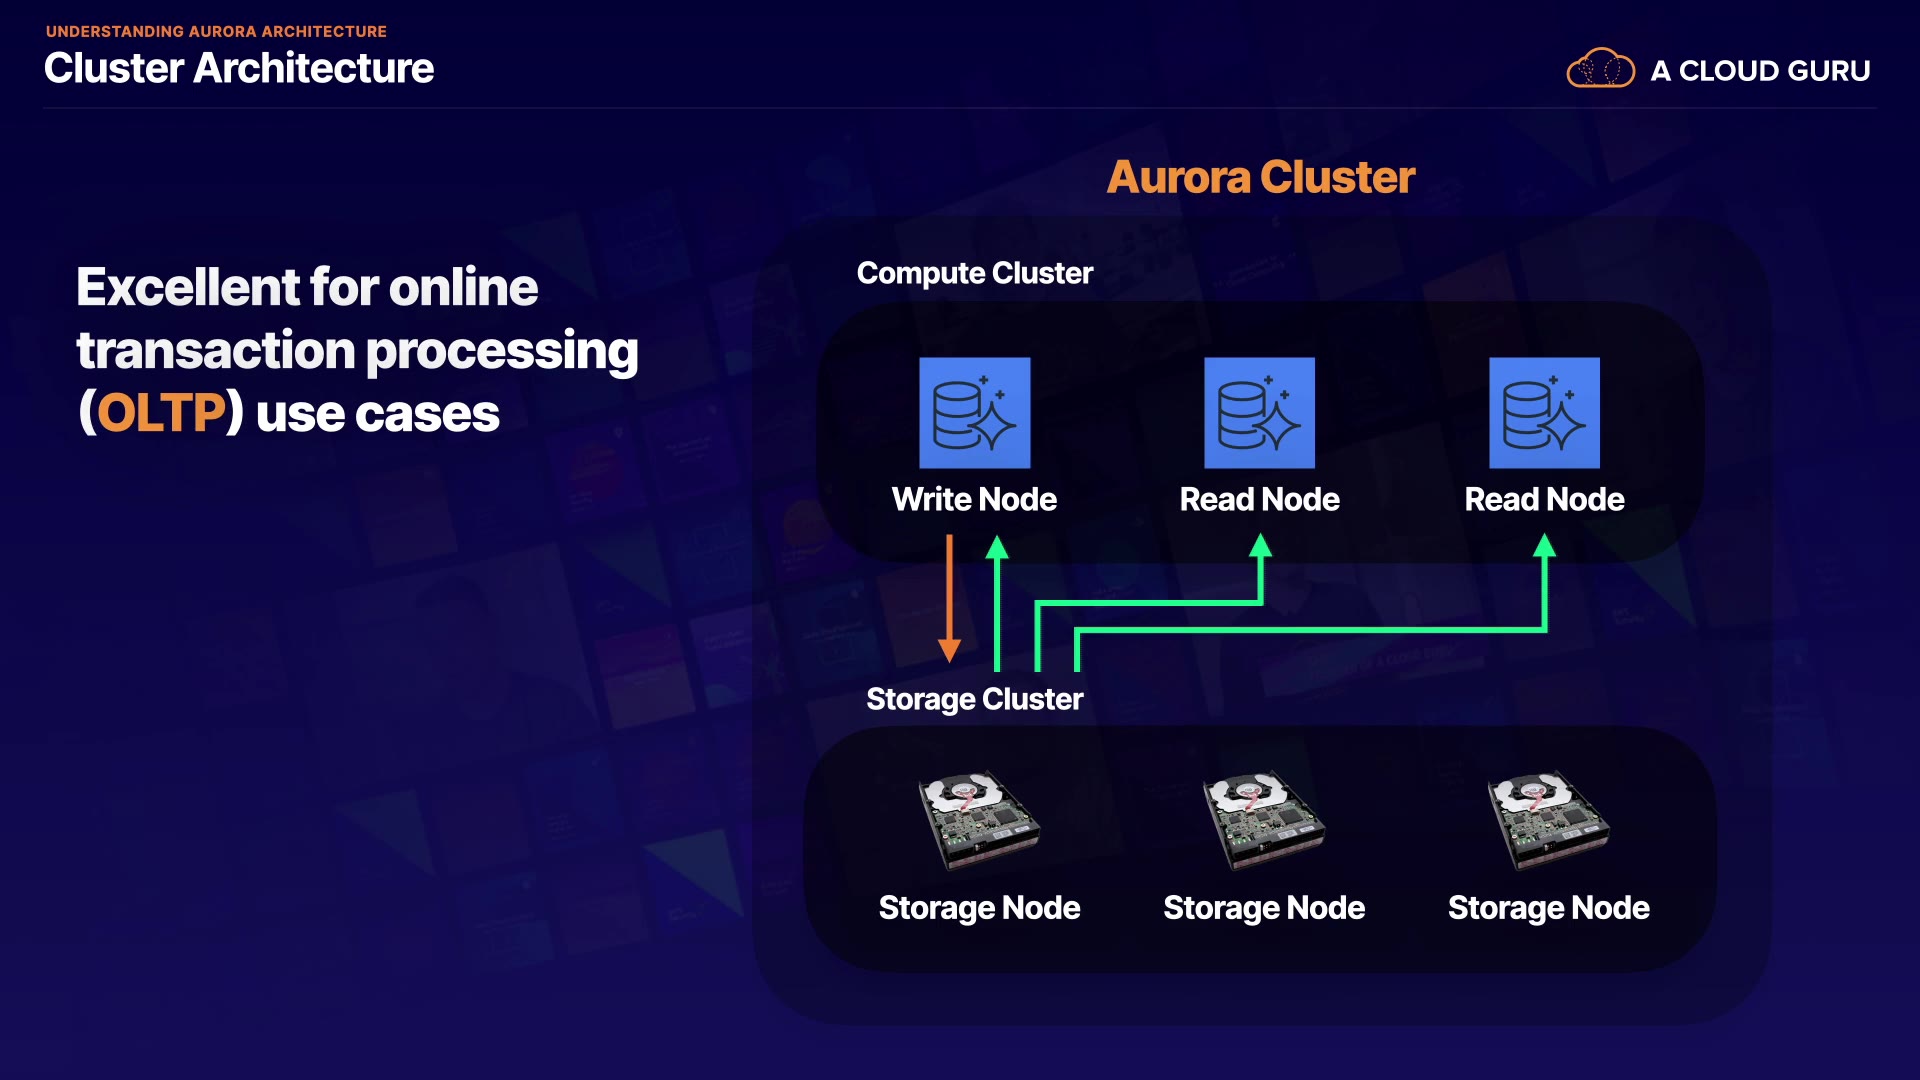 UNDERSTANDING AURORA ARCHITECTURE
Cluster Architecture
A CLOUD GURU
Excellent for online
transaction processing
(OLTP) use cases
Aurora Cluster
Compute Cluster
Write Node
Read Node
Read Node
Storage Cluster
Storage Node
Storage Node
Storage Node